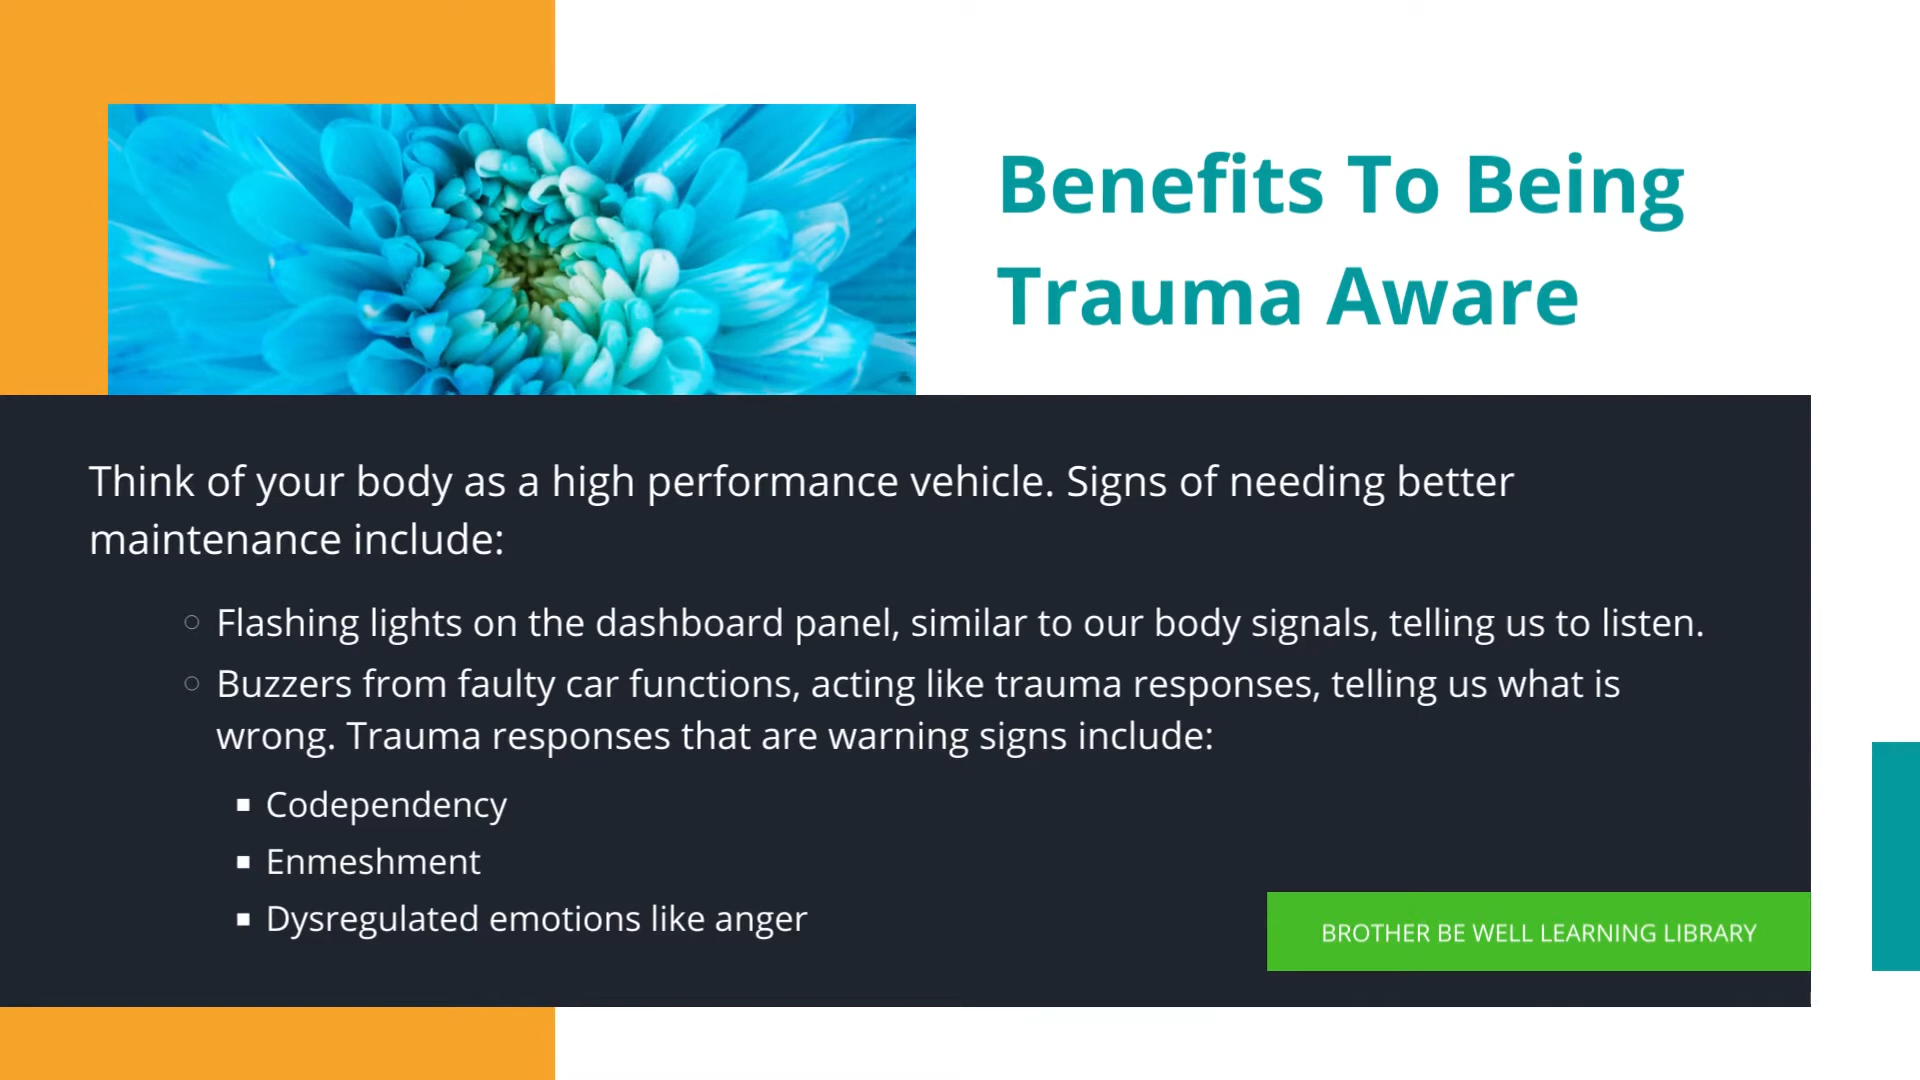 Benefits To Being
Trauma Aware
Think of your body as a high performance vehicle. Signs of needing better
maintenance include:
Flashing lights on the dashboard panel, similar to our body signals, telling us to listen.
Buzzers from faulty car functions, acting like trauma responses, telling us what is
wrong. Trauma responses that are warning signs include:
Codependency
Enmeshment
Dysregulated emotions like anger
BROTHER BE WELL LEARNING LIBRARY